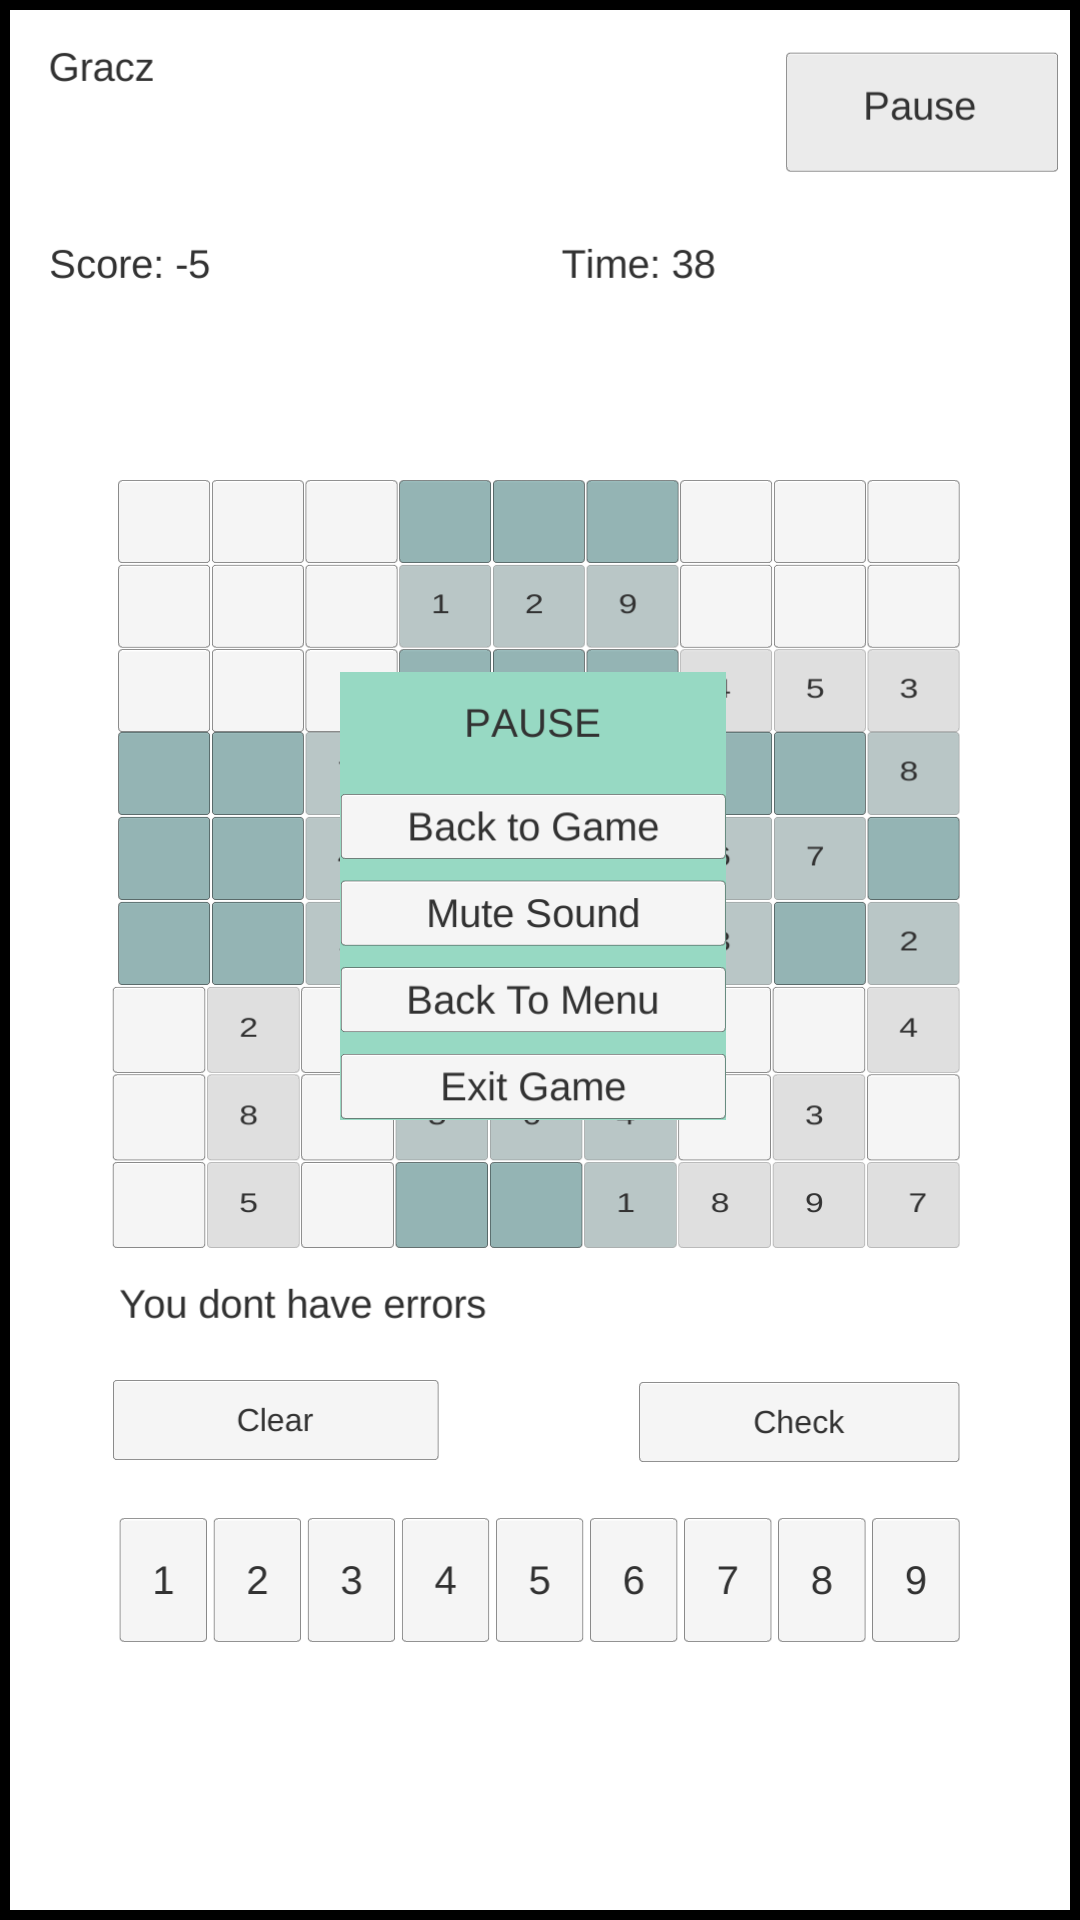 Gracz
Pause
Score: -5 Time: 38
1 2 9
5 3
PAUSE
8
Back to Game
7
Mute Sound
2
Back To Menu
2 4
Exit Game
8 3
5 1 8 9 7
You dont have errors
Clear Check
1 2 3 4 5 6 7 8 9